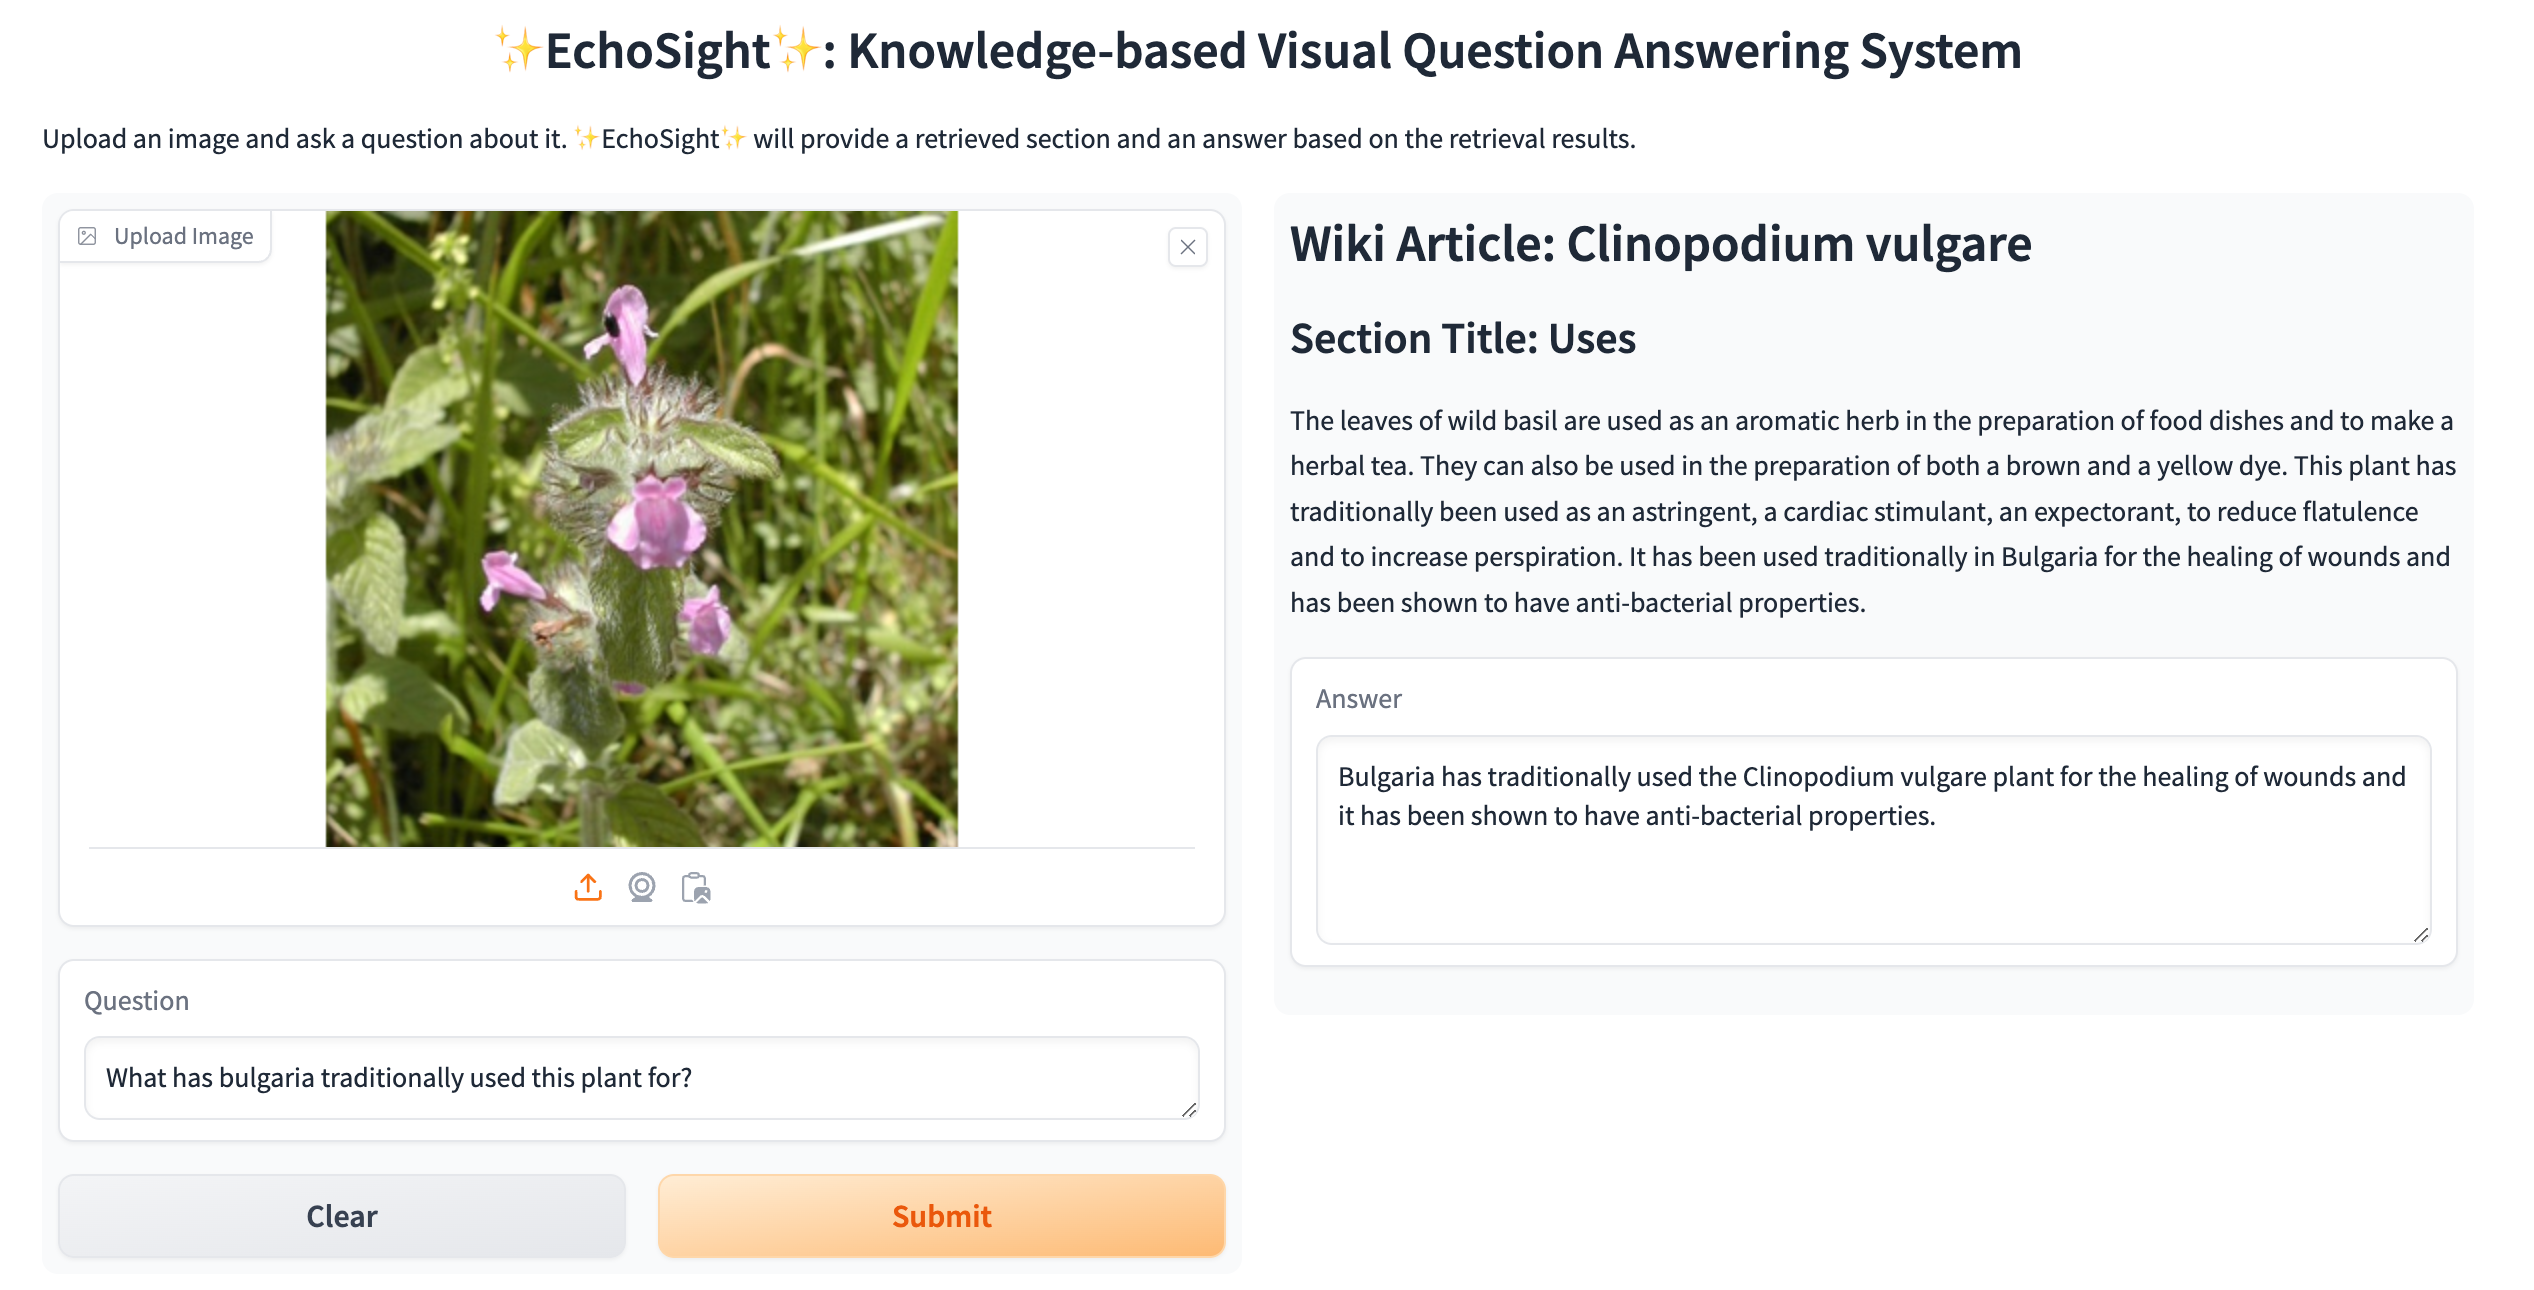 ✨EchoSight✨: Knowledge-based Visual Question Answering System
Upload an image and ask a question about it. ✨EchoSight✨ will provide a retrieved section and an answer based on the retrieval results.
Upload Image
Question
What has bulgaria traditionally used this plant for?
Clear
Submit
Wiki Article: Clinopodium vulgare
Section Title: Uses
The leaves of wild basil are used as an aromatic herb in the preparation of food dishes and to make a
herbal tea. They can also be used in the preparation of both a brown and a yellow dye. This plant has
traditionally been used as an astringent, a cardiac stimulant, an expectorant, to reduce flatulence
and to increase perspiration. It has been used traditionally in Bulgaria for the healing of wounds and
has been shown to have anti-bacterial properties.
Answer
Bulgaria has traditionally used the Clinopodium vulgare plant for the healing of wounds and
it has been shown to have anti-bacterial properties.